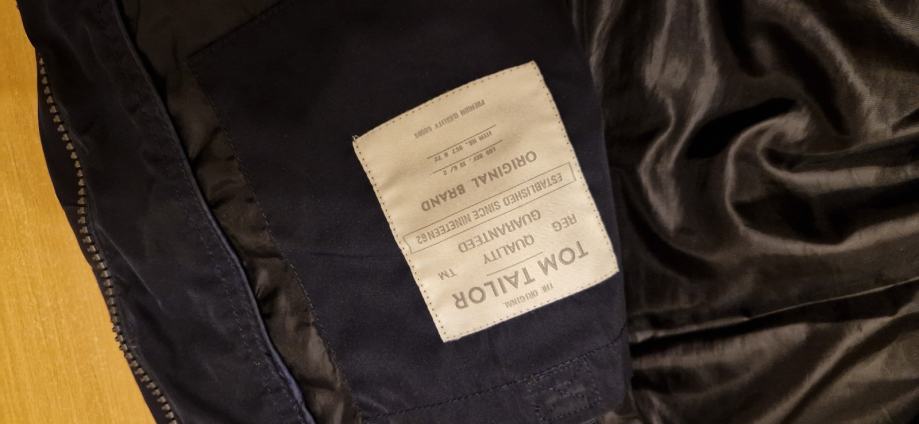 THE ORIGINAL
TOM TAILOR
REG QUALITY TM
GUARANTEED
ESTABLISHED SINCE NINETEEN62
ORIGINAL BRAND
PREMIUM QUALITY GOODS